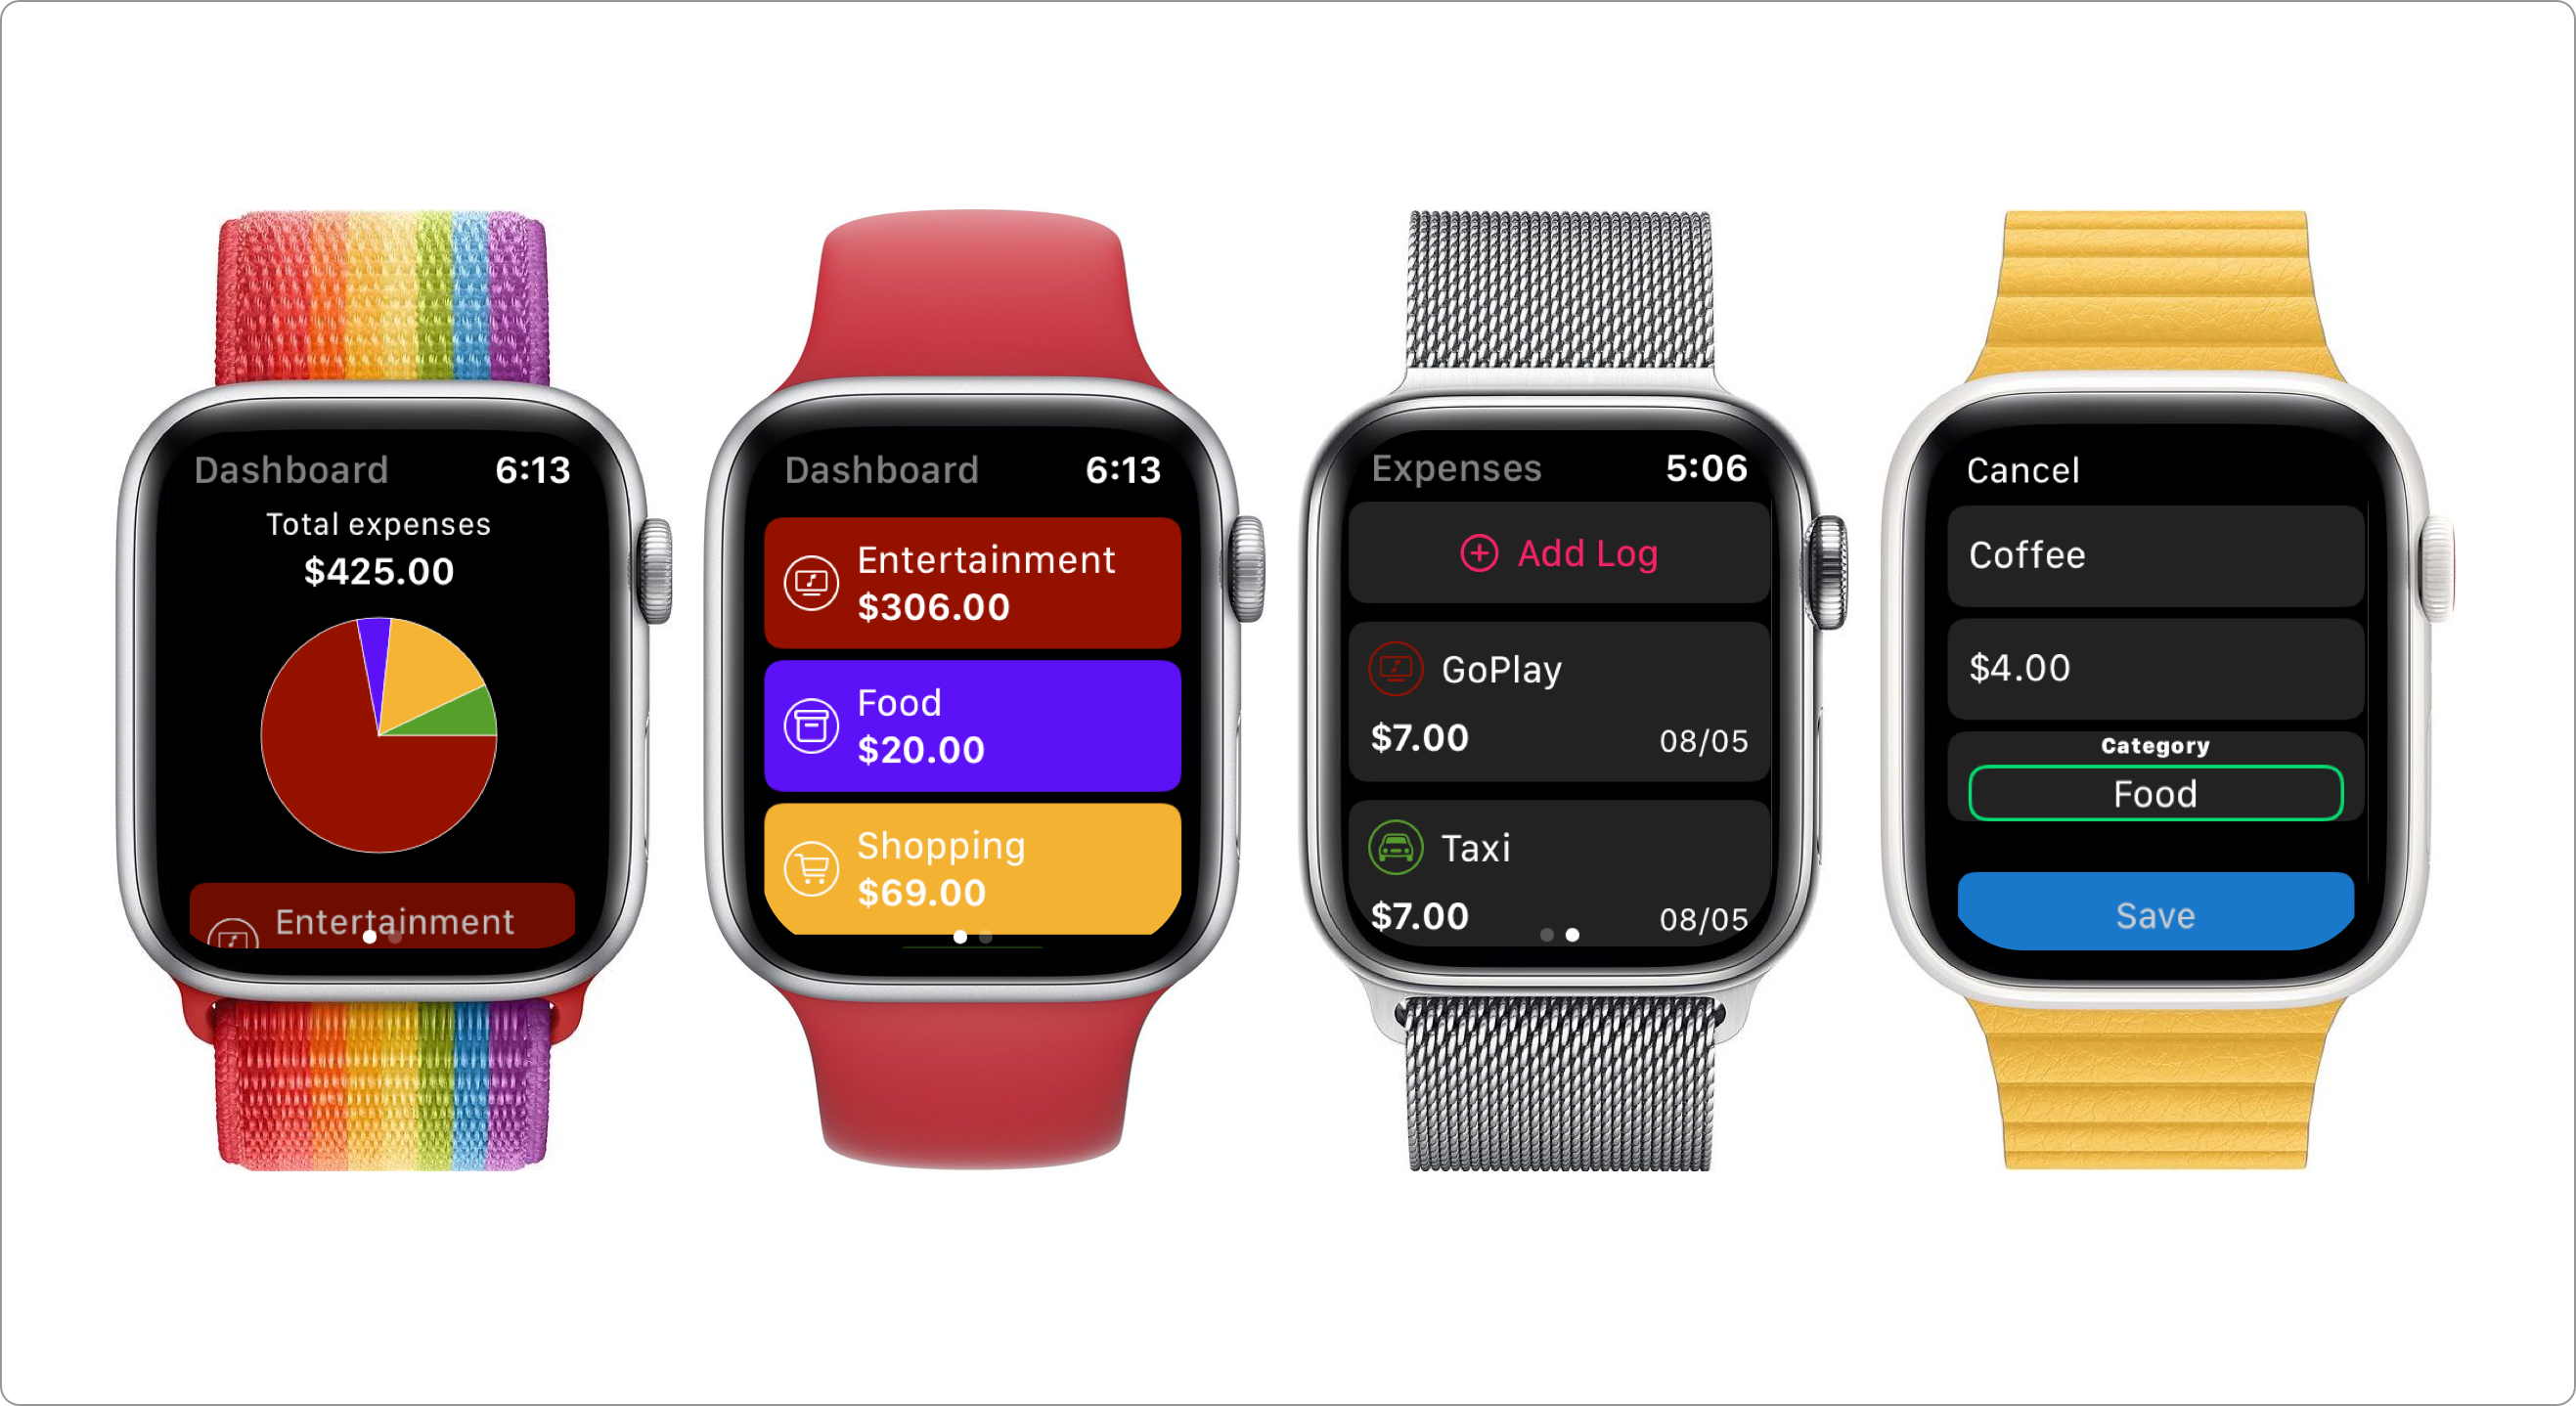 Dashboard 6:13
Total expenses
$425.00
Entertainment
Dashboard 6:13
Entertainment
$306.00
Food
$20.00
Shopping
$69.00
Expenses 5:06
Add Log
GoPlay
$7.00 08/05
Taxi
$7.00 08/05
Cancel
Coffee
$4.00
Category
Food
Save